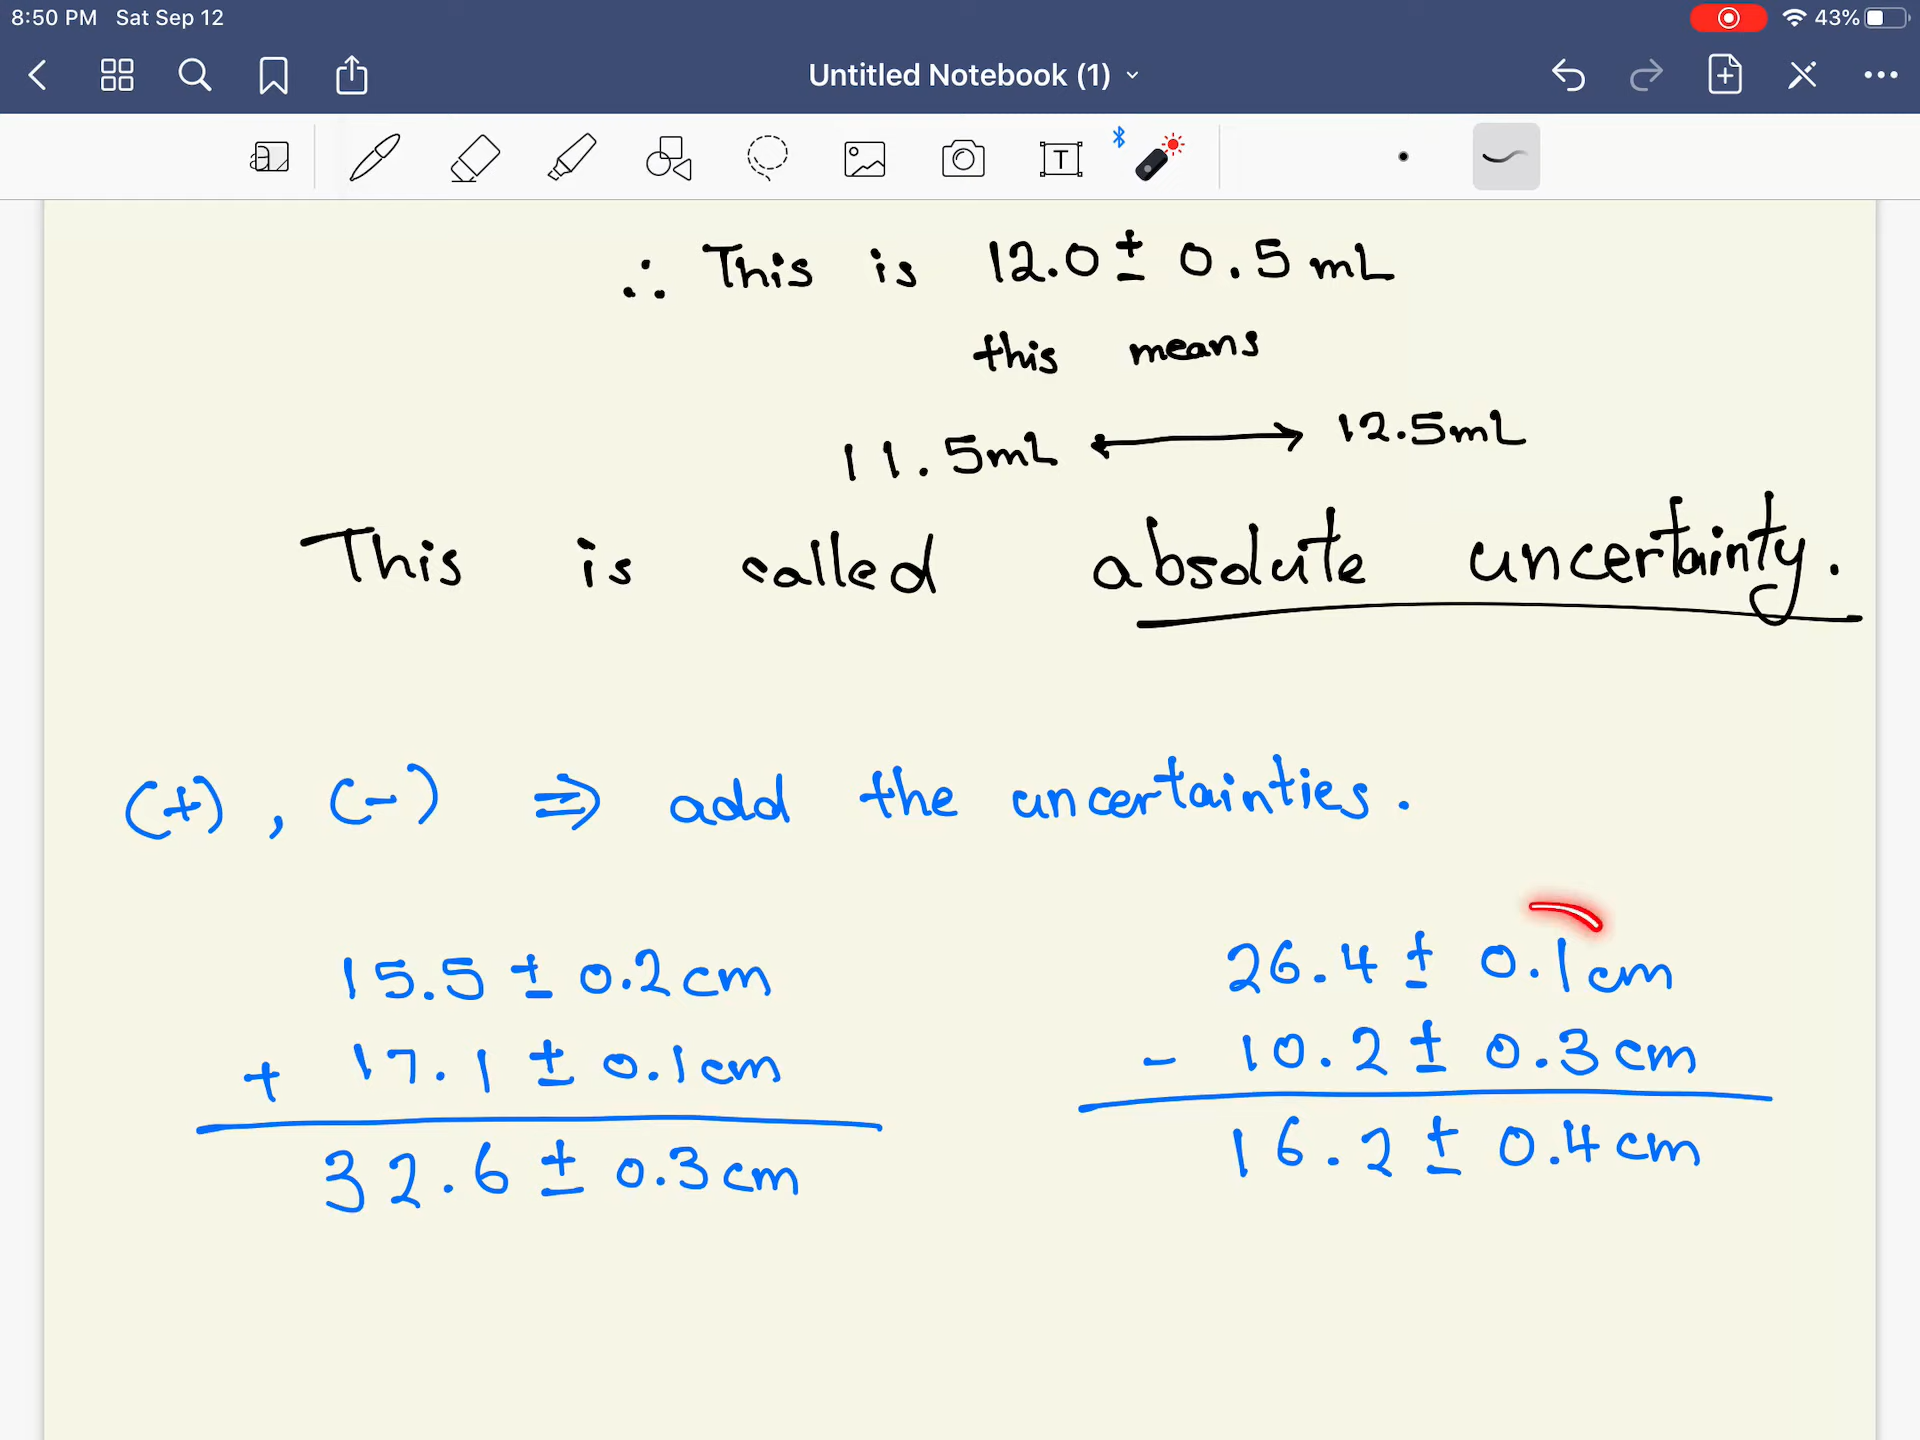 8:50 PM Sat Sep 12 43%
Untitled Notebook (1)
∴ This is 12.0 ± 0.5 mL
this means
11.5mL ⟷ 12.5mL
This is called absolute uncertainty.
(+), (-) ⇒ add the uncertainties.
15.5 ± 0.2 cm
+ 17.1 ± 0.1 cm
32.6 ± 0.3 cm
26.4 ± 0.1 cm
- 10.2 ± 0.3 cm
16.2 ± 0.4 cm